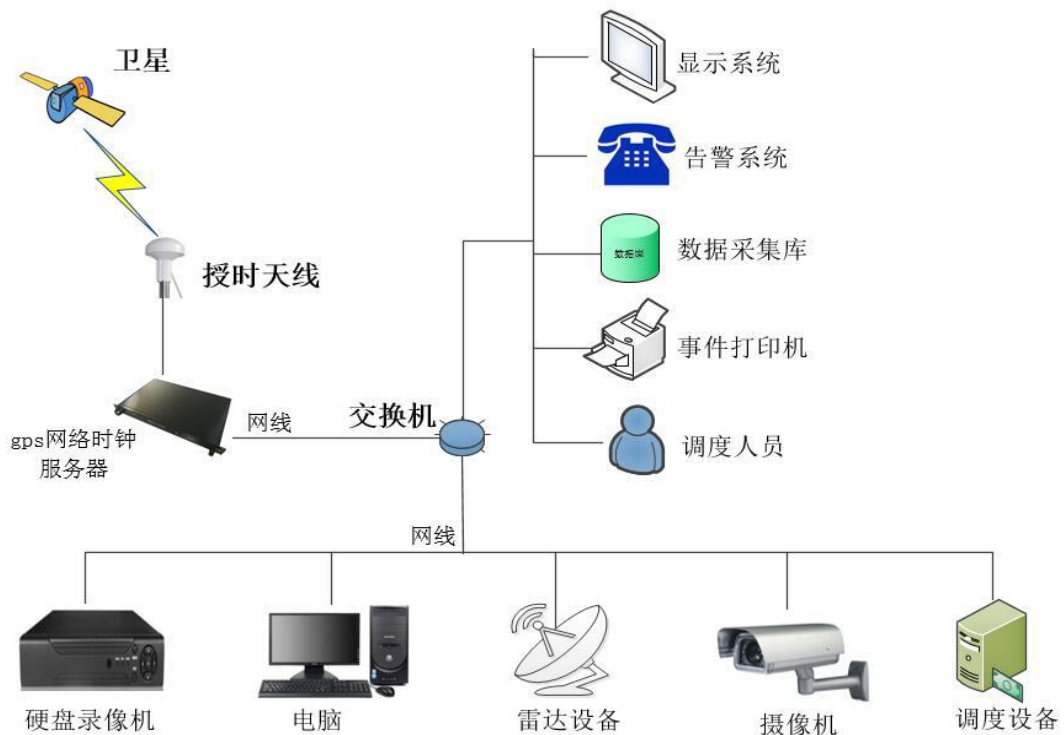 卫星
显示系统
告警系统
授时天线
数据库
数据采集库
事件打印机
交换机
网线
gps网络时钟
服务器
调度人员
网线
硬盘录像机
电脑
雷达设备
摄像机
调度设备